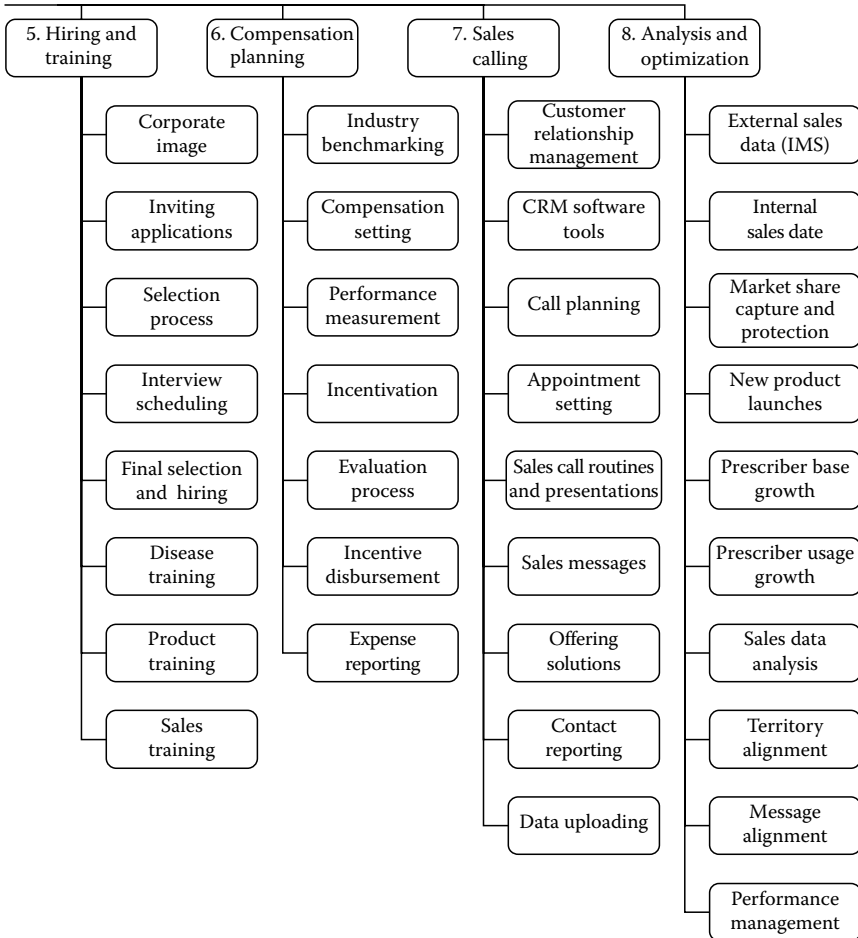 5. Hiring and
training
Corporate
image
Inviting
applications
Selection
process
Interview
scheduling
Final selection
and hiring
Disease
training
Product
training
Sales
training
6. Compensation
planning
Industry
benchmarking
Compensation
setting
Performance
measurement
Incentivation
Evaluation
process
Incentive
disbursement
Expense
reporting
7. Sales
calling
Customer
relationship
management
CRM software
tools
Call planning
Appointment
setting
Sales call routines
and presentations
Sales messages
Offering
solutions
Contact
reporting
Data uploading
8. Analysis and
optimization
External sales
data (IMS)
Internal
sales date
Market share
capture and
protection
New product
launches
Prescriber base
growth
Prescriber usage
growth
Sales data
analysis
Territory
alignment
Message
alignment
Performance
management